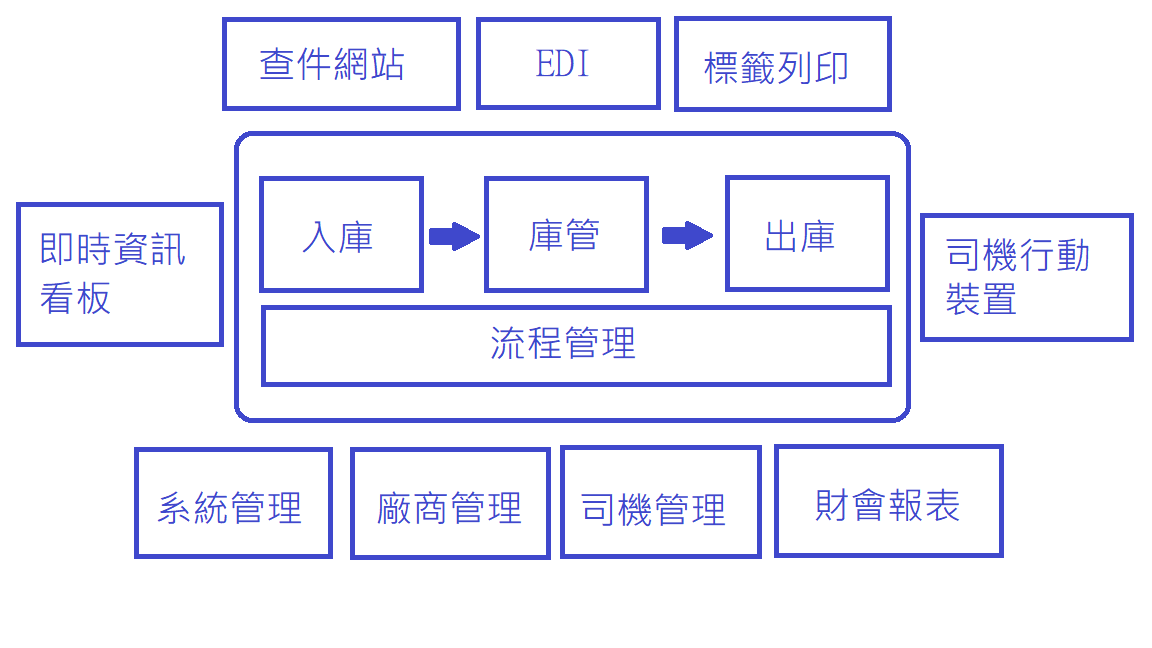 查件網站
EDI
標籤列印
即時資訊
看板
入庫
庫管
出庫
司機行動
裝置
流程管理
系統管理
廠商管理
司機管理
財會報表